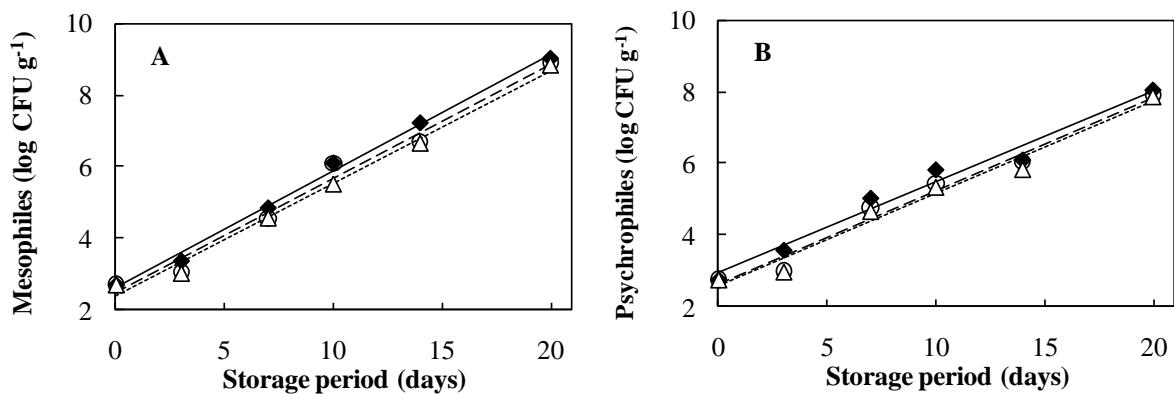 A
Mesophiles (log CFU g-1)
10
8
6
4
2
0 5 10 15 20
Storage period (days)
B
Psychrophiles (log CFU g-1)
10
8
6
4
2
0 5 10 15 20
Storage period (days)